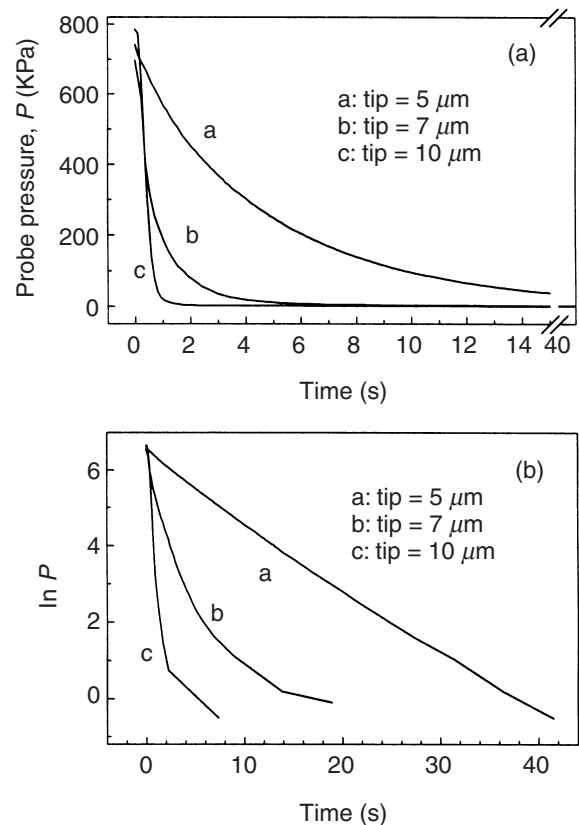 800
600
400
200
0
Probe pressure, P (KPa)
(a)
a: tip = 5 μm
b: tip = 7 μm
c: tip = 10 μm
a
b
c
0 2 4 6 8 10 12 14 40
Time (s)
6
4
2
0
ln P
(b)
a: tip = 5 μm
b: tip = 7 μm
c: tip = 10 μm
a
b
c
0 10 20 30 40
Time (s)